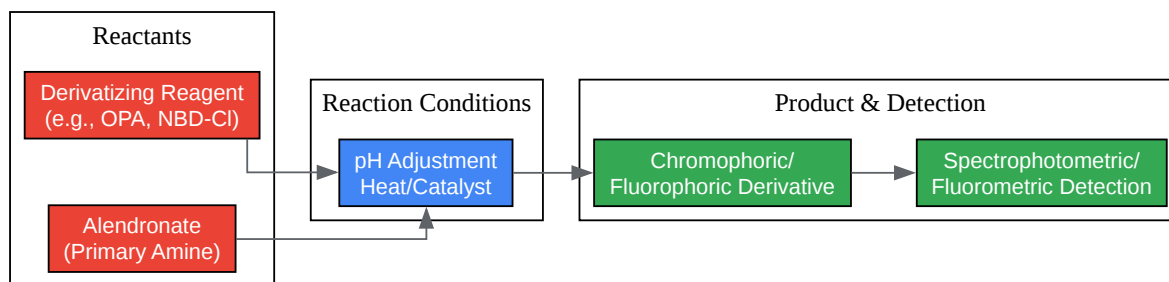 Reactants
Derivatizing Reagent
(e.g., OPA, NBD-Cl)
Alendronate
(Primary Amine)
Reaction Conditions
pH Adjustment
Heat/Catalyst
Product & Detection
Chromophoric/
Fluorophoric Derivative
Spectrophotometric/
Fluorometric Detection